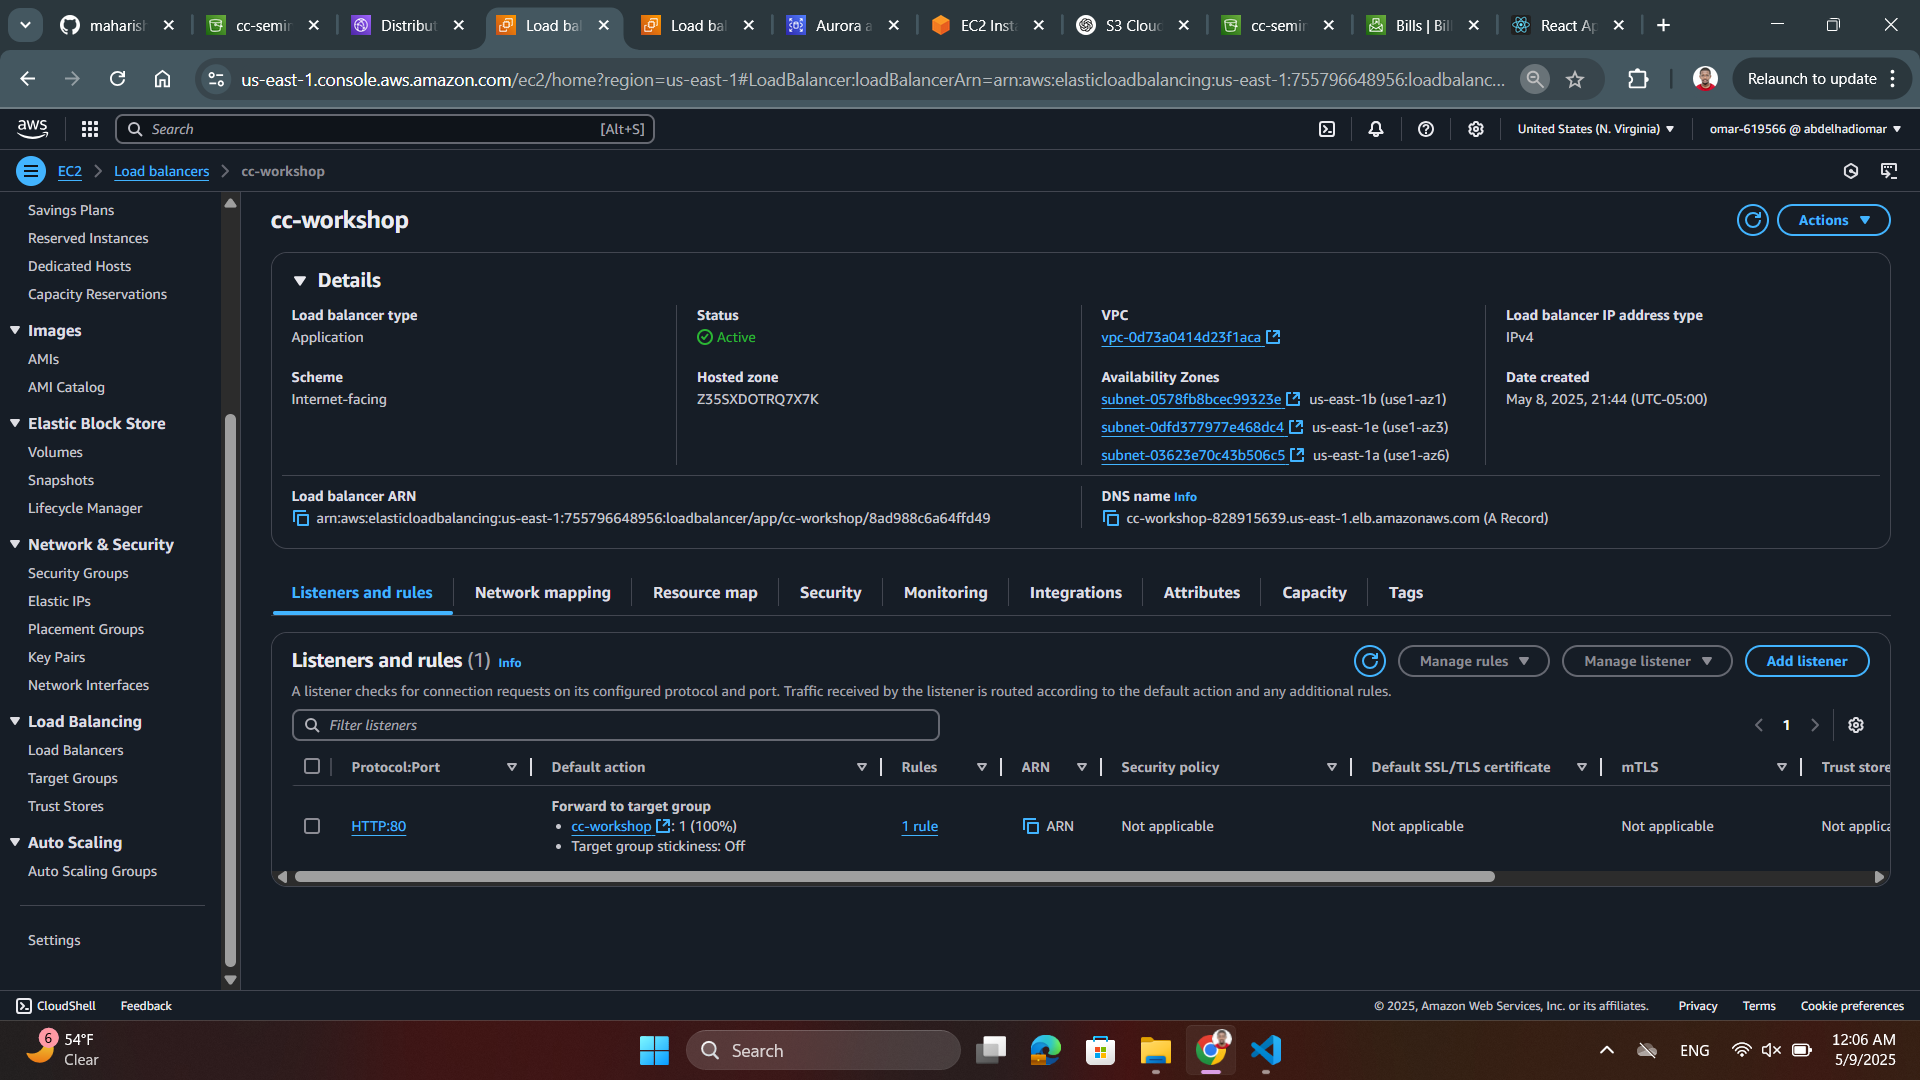 maharish
cc-semin
Distribut
Load bal
Load bal
Aurora a
EC2 Inst
S3 Clou
cc-semin
Bills | Bill
React Ap
us-east-1.console.aws.amazon.com/ec2/home?region=us-east-1#LoadBalancer:loadBalancerArn=arn:aws:elasticloadbalancing:us-east-1:755796648956:loadbalanc...
Relaunch to update
aws
Search
[Alt+S]
United States (N. Virginia)
omar-619566 @ abdelhadiomar
EC2
Load balancers
cc-workshop
Savings Plans
Reserved Instances
Dedicated Hosts
Capacity Reservations
Images
AMIs
AMI Catalog
Elastic Block Store
Volumes
Snapshots
Lifecycle Manager
Network & Security
Security Groups
Elastic IPs
Placement Groups
Key Pairs
Network Interfaces
Load Balancing
Load Balancers
Target Groups
Trust Stores
Auto Scaling
Auto Scaling Groups
Settings
cc-workshop
Actions
Details
Load balancer type
Application
Status
Active
VPC
vpc-0d73a0414d23f1aca
Load balancer IP address type
IPv4
Scheme
Internet-facing
Hosted zone
Z35SXDOTRQ7X7K
Availability Zones
subnet-0578fb8bcec99323e us-east-1b (use1-az1)
subnet-0dfd377977e468dc4 us-east-1e (use1-az3)
subnet-03623e70c43b506c5 us-east-1a (use1-az6)
Date created
May 8, 2025, 21:44 (UTC-05:00)
Load balancer ARN
arn:aws:elasticloadbalancing:us-east-1:755796648956:loadbalancer/app/cc-workshop/8ad988c6a64ffd49
DNS name Info
cc-workshop-828915639.us-east-1.elb.amazonaws.com (A Record)
Listeners and rules
Network mapping
Resource map
Security
Monitoring
Integrations
Attributes
Capacity
Tags
Listeners and rules (1) Info
Manage rules
Manage listener
Add listener
A listener checks for connection requests on its configured protocol and port. Traffic received by the listener is routed according to the default action and any additional rules.
Filter listeners
1
Protocol:Port
Default action
Rules
ARN
Security policy
Default SSL/TLS certificate
mTLS
Trust store
HTTP:80
Forward to target group
• cc-workshop : 1 (100%)
• Target group stickiness: Off
1 rule
ARN
Not applicable
Not applicable
Not applicable
Not applica
CloudShell
Feedback
© 2025, Amazon Web Services, Inc. or its affiliates.
Privacy
Terms
Cookie preferences
6
54°F
Clear
Search
ENG
12:06 AM
5/9/2025